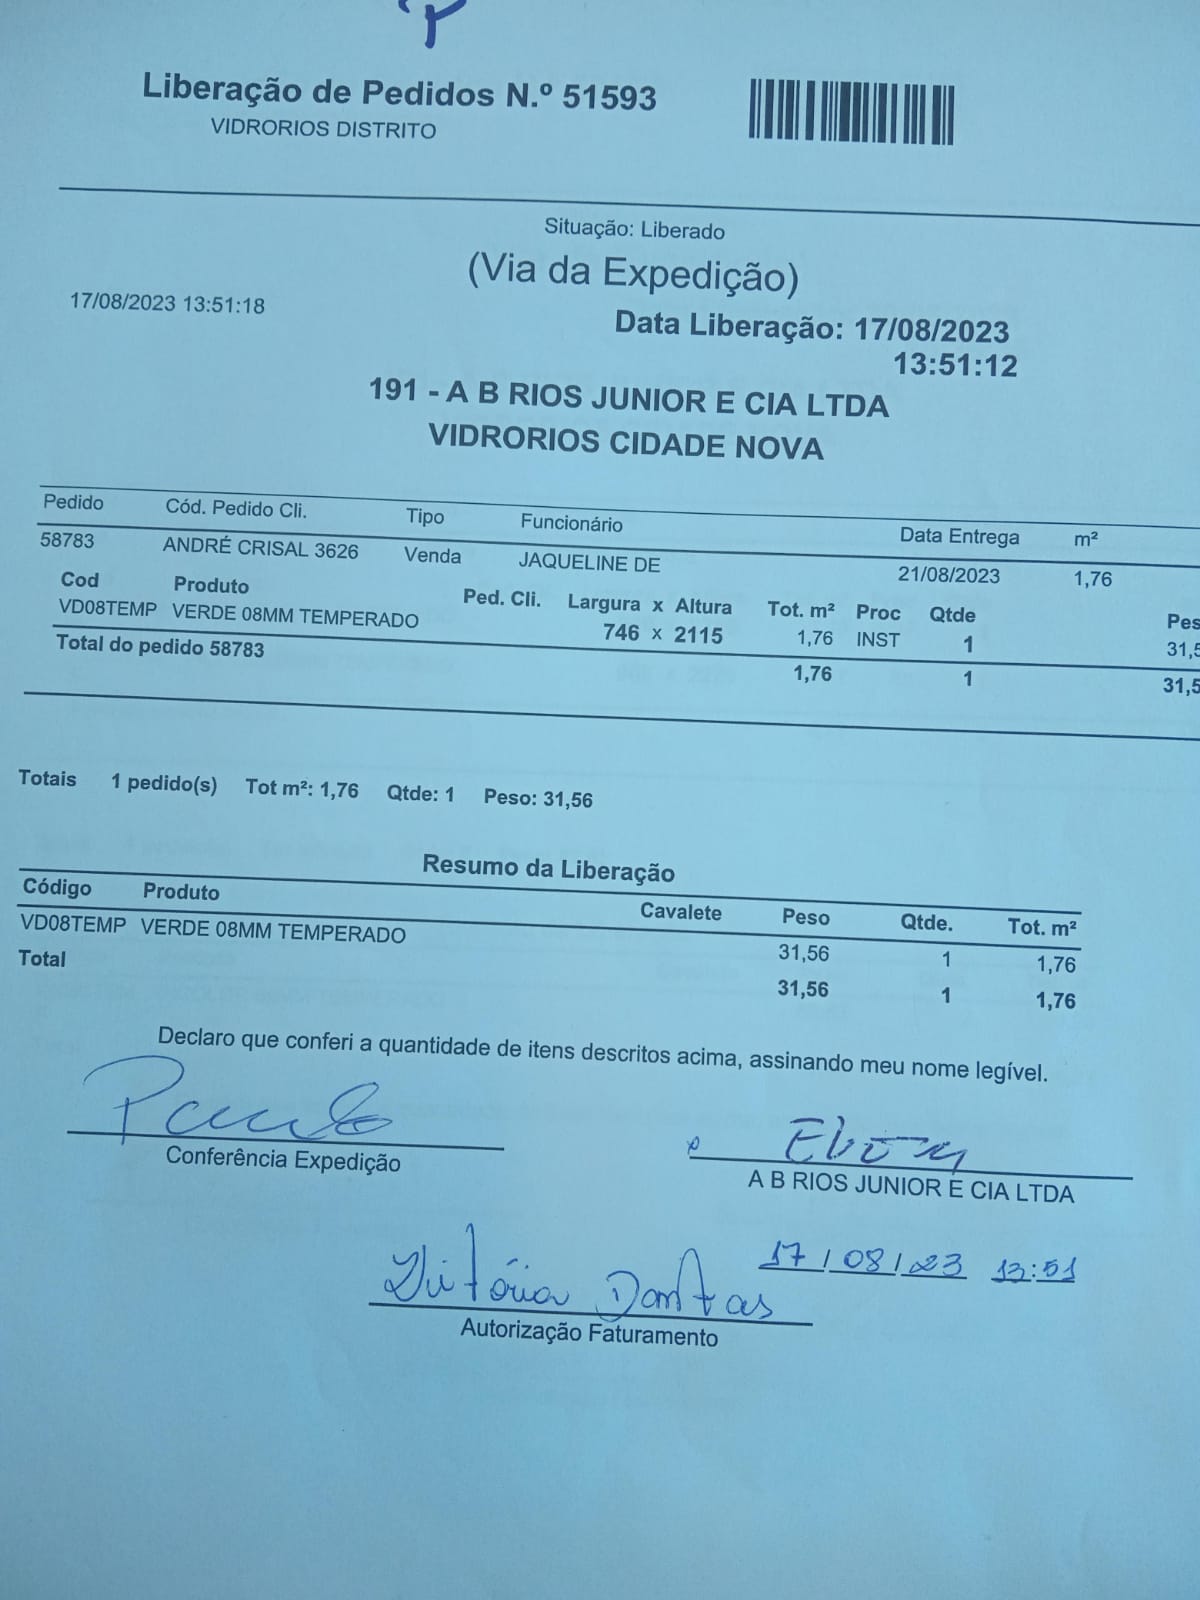 Liberação de Pedidos N.º 51593
VIDRORIOS DISTRITO
Situação: Liberado
(Via da Expedição)
17/08/2023 13:51:18
Data Liberação: 17/08/2023
13:51:12
191 - A B RIOS JUNIOR E CIA LTDA
VIDRORIOS CIDADE NOVA
Pedido Cód. Pedido Cli. Tipo Funcionário Data Entrega m²
58783 ANDRÉ CRISAL 3626 Venda JAQUELINE DE 21/08/2023 1,76
Cod Produto Ped. Cli. Largura x Altura Tot. m² Proc Qtde Pes
VD08TEMP VERDE 08MM TEMPERADO 746 x 2115 1,76 INST 1 31,5
Total do pedido 58783 1,76 1 31,5
Totais 1 pedido(s) Tot m²: 1,76 Qtde: 1 Peso: 31,56
Resumo da Liberação
Código Produto Cavalete Peso Qtde. Tot. m²
VD08TEMP VERDE 08MM TEMPERADO 31,56 1 1,76
Total 31,56 1 1,76
Declaro que conferi a quantidade de itens descritos acima, assinando meu nome legível.
Conferência Expedição
A B RIOS JUNIOR E CIA LTDA
17/08/23 13:51
Vitória Dantas
Autorização Faturamento